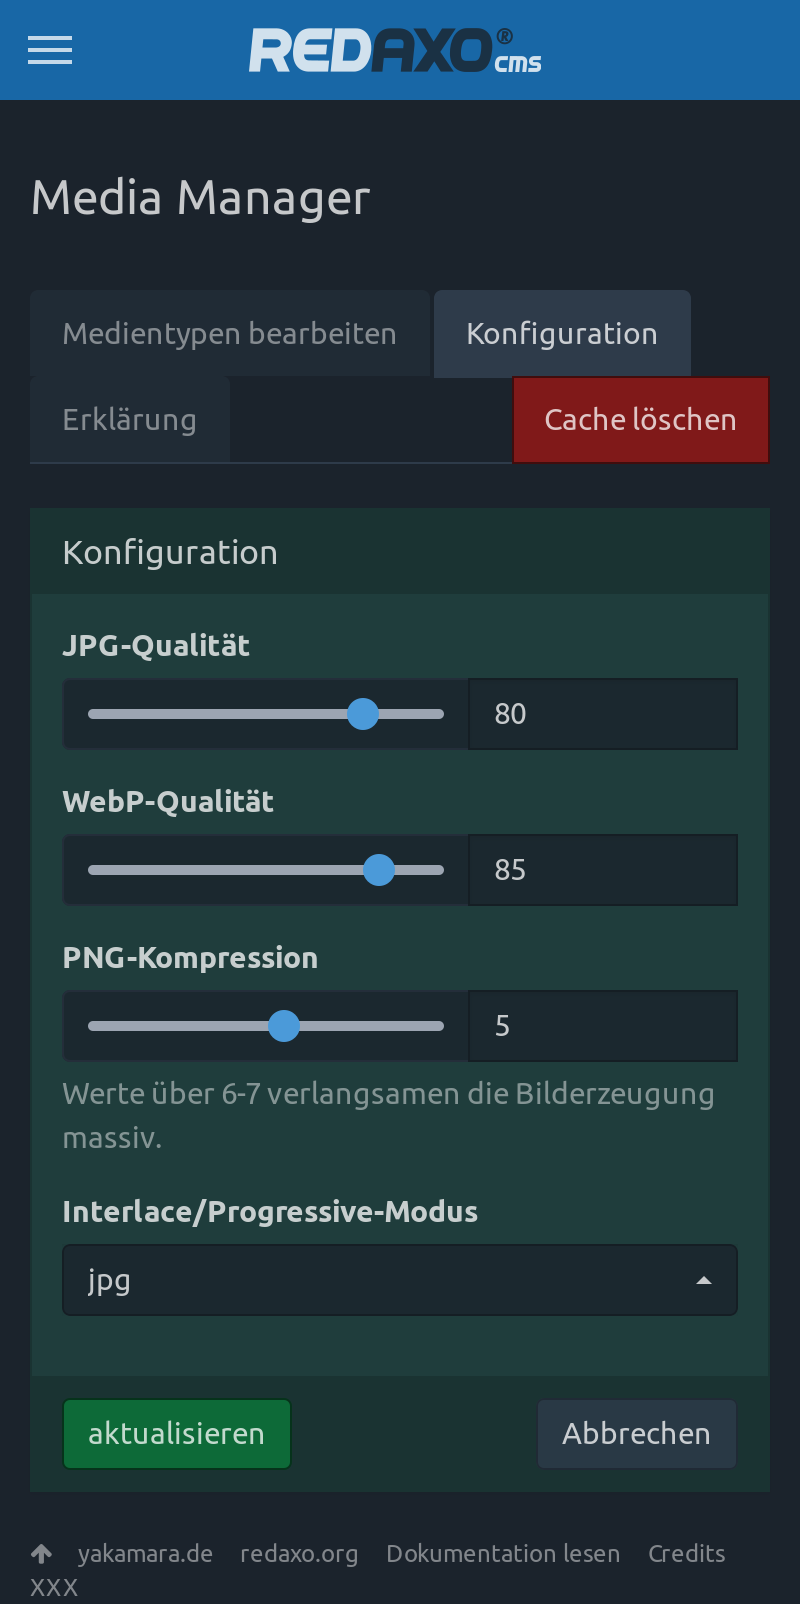 REDAXO® cms
Media Manager
Medientypen bearbeiten Konfiguration
Erklärung Cache löschen
Konfiguration
JPG-Qualität
80
WebP-Qualität
85
PNG-Kompression
5
Werte über 6-7 verlangsamen die Bilderzeugung
massiv.
Interlace/Progressive-Modus
jpg
aktualisieren Abbrechen
yakamara.de redaxo.org Dokumentation lesen Credits
XXX